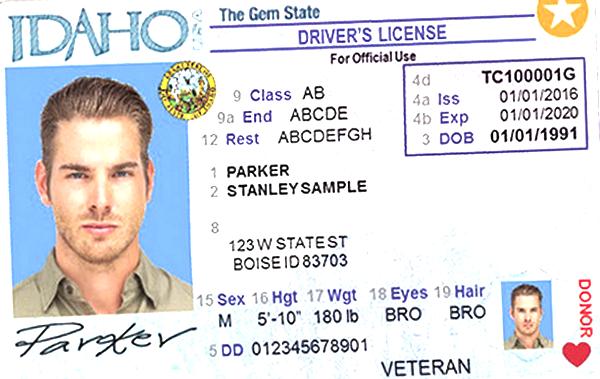 IDAHO
The Gem State
DRIVER'S LICENSE
For Official Use
9 Class AB
9a End ABCDE
12 Rest ABCDEFGH
4d TC100001G
4a Iss 01/01/2016
4b Exp 01/01/2020
3 DOB 01/01/1991
1 PARKER
2 STANLEYSAMPLE
8
123 W STATE ST
BOISE ID 83703
15 Sex 16 Hgt 17 Wgt 18 Eyes 19 Hair
M 5'-10" 180 lb BRO BRO
5 DD 012345678901
VETERAN
DONOR
Parker